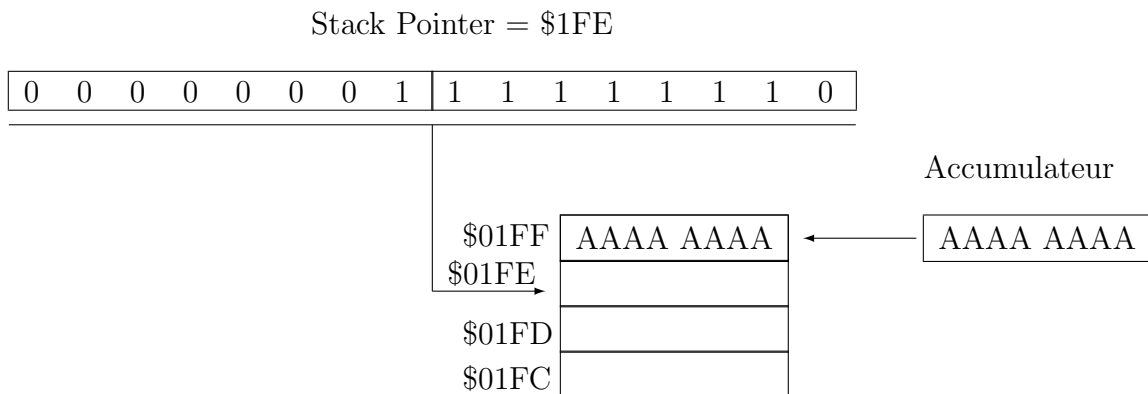 Stack Pointer = $1FE
0 0 0 0 0 0 0 1 1 1 1 1 1 1 1 0
Accumulateur
$01FF AAAA AAAA AAAA AAAA
$01FE
$01FD
$01FC